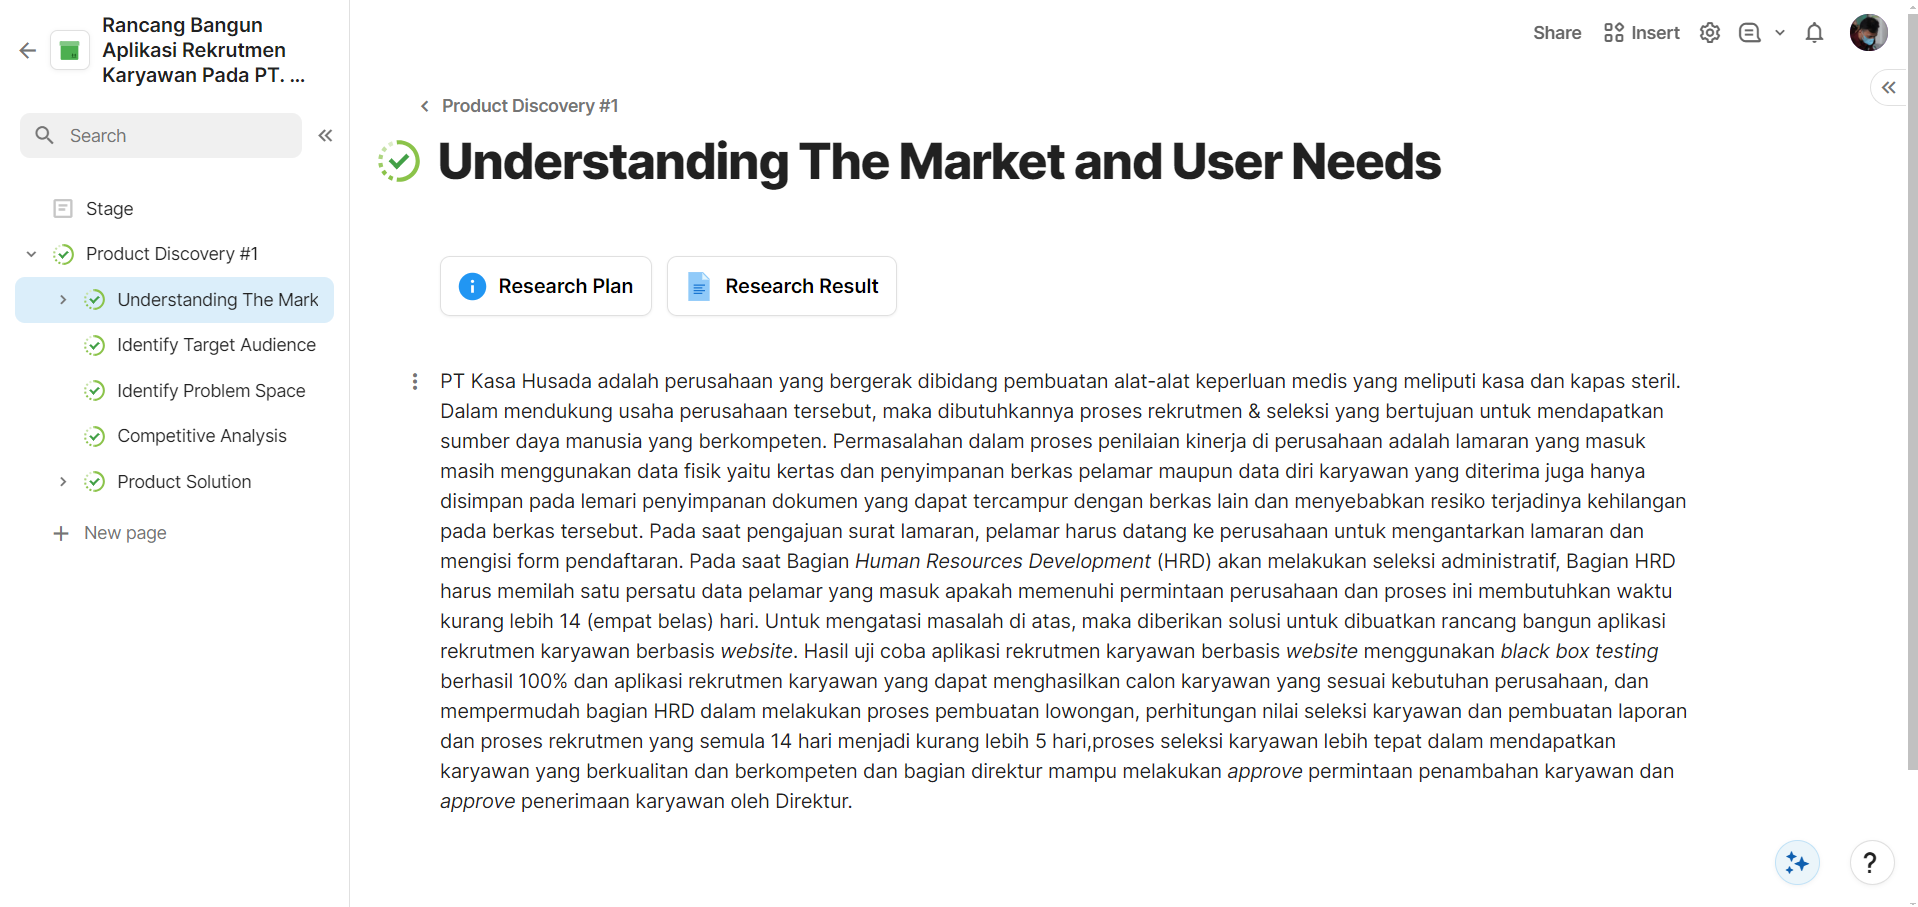 Rancang Bangun
Aplikasi Rekrutmen
Karyawan Pada PT. ...
Search
Stage
Product Discovery #1
Understanding The Mark
Identify Target Audience
Identify Problem Space
Competitive Analysis
Product Solution
New page
Share
Insert
Product Discovery #1
Understanding The Market and User Needs
Research Plan
Research Result
PT Kasa Husada adalah perusahaan yang bergerak dibidang pembuatan alat-alat keperluan medis yang meliputi kasa dan kapas steril.
Dalam mendukung usaha perusahaan tersebut, maka dibutuhkannya proses rekrutmen & seleksi yang bertujuan untuk mendapatkan
sumber daya manusia yang berkompeten. Permasalahan dalam proses penilaian kinerja di perusahaan adalah lamaran yang masuk
masih menggunakan data fisik yaitu kertas dan penyimpanan berkas pelamar maupun data diri karyawan yang diterima juga hanya
disimpan pada lemari penyimpanan dokumen yang dapat tercampur dengan berkas lain dan menyebabkan resiko terjadinya kehilangan
pada berkas tersebut. Pada saat pengajuan surat lamaran, pelamar harus datang ke perusahaan untuk mengantarkan lamaran dan
mengisi form pendaftaran. Pada saat Bagian Human Resources Development (HRD) akan melakukan seleksi administratif, Bagian HRD
harus memilah satu persatu data pelamar yang masuk apakah memenuhi permintaan perusahaan dan proses ini membutuhkan waktu
kurang lebih 14 (empat belas) hari. Untuk mengatasi masalah di atas, maka diberikan solusi untuk dibuatkan rancang bangun aplikasi
rekrutmen karyawan berbasis website. Hasil uji coba aplikasi rekrutmen karyawan berbasis website menggunakan black box testing
berhasil 100% dan aplikasi rekrutmen karyawan yang dapat menghasilkan calon karyawan yang sesuai kebutuhan perusahaan, dan
mempermudah bagian HRD dalam melakukan proses pembuatan lowongan, perhitungan nilai seleksi karyawan dan pembuatan laporan
dan proses rekrutmen yang semula 14 hari menjadi kurang lebih 5 hari,proses seleksi karyawan lebih tepat dalam mendapatkan
karyawan yang berkualitan dan berkompeten dan bagian direktur mampu melakukan approve permintaan penambahan karyawan dan
approve penerimaan karyawan oleh Direktur.
?